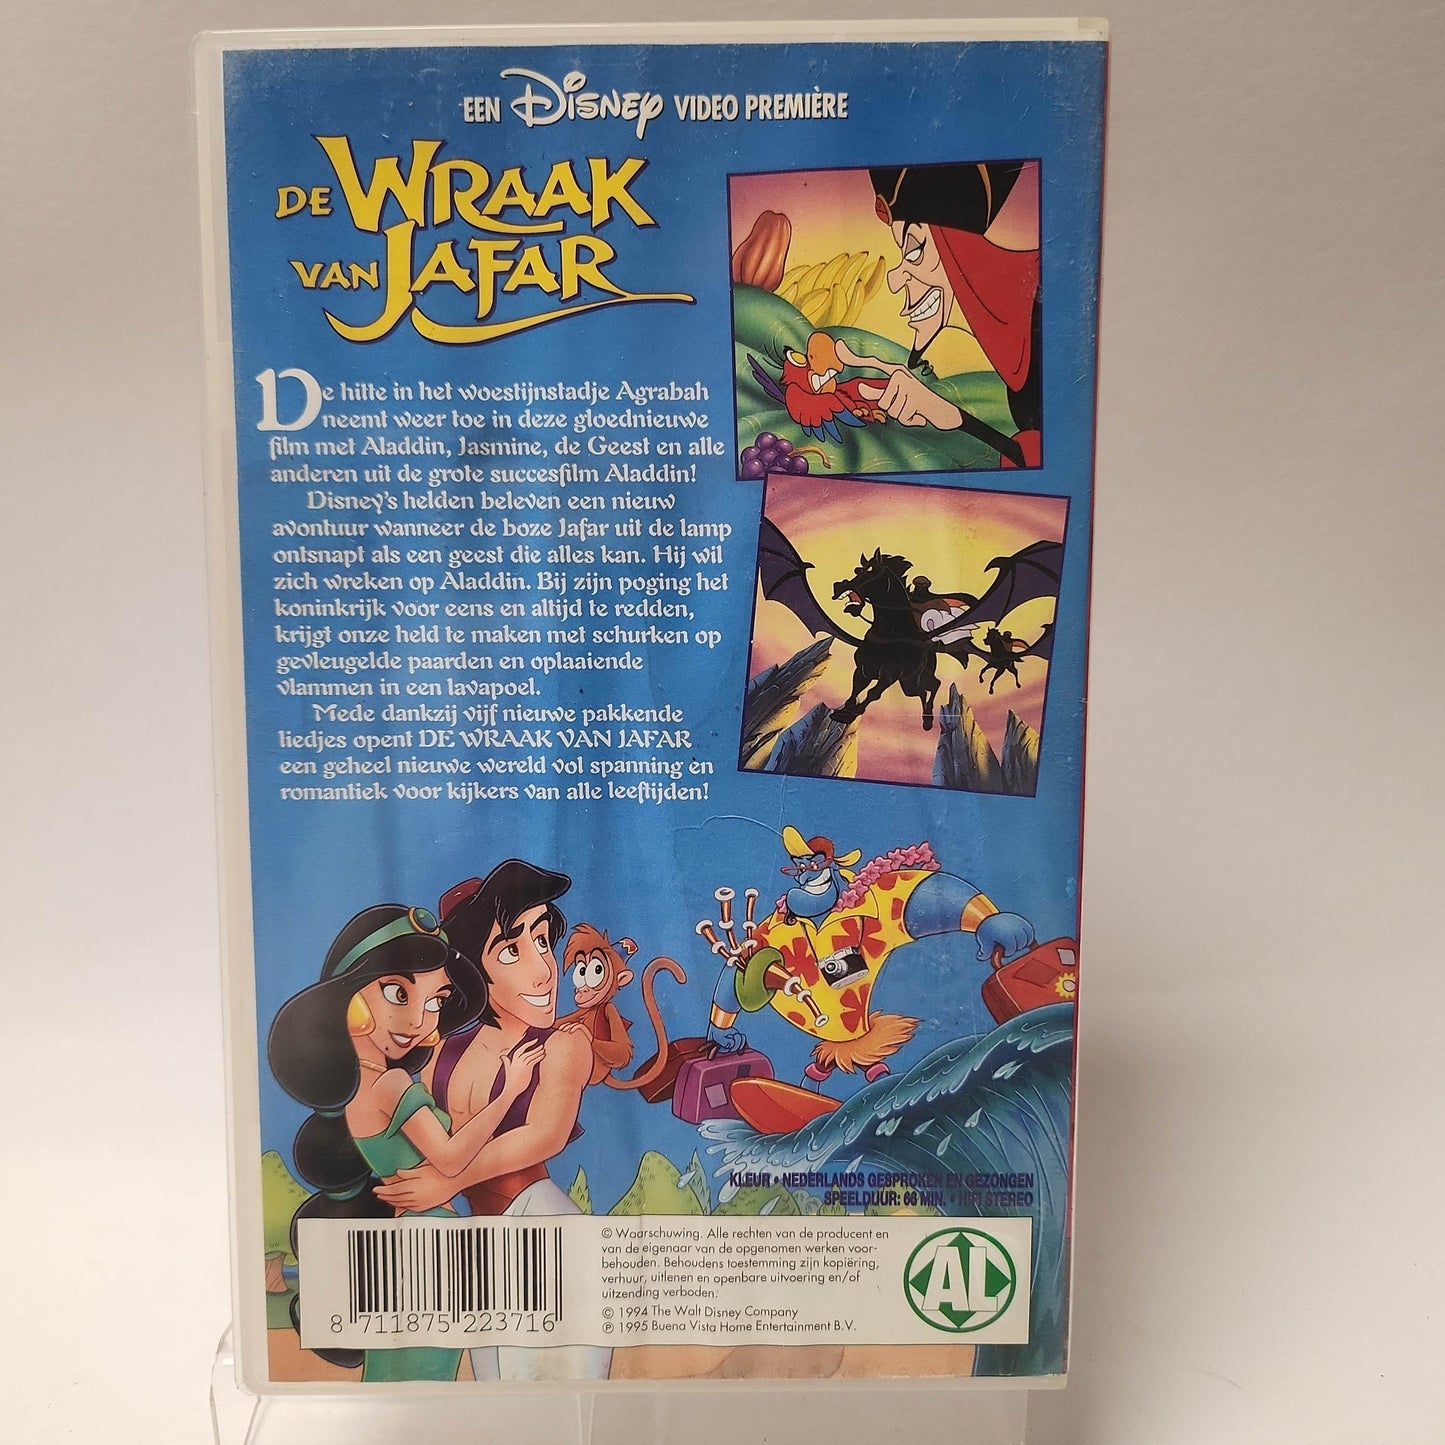 EEN Disney VIDEO PREMIÈRE
DE WRAAK
VAN JAFAR
De hitte in het woestijnstadje Agrabah
neemt weer toe in deze gloednieuwe
film met Aladdin, Jasmine, de Geest en alle
anderen uit de grote succesfilm Aladdin!
Disney's helden beleven een nieuw
avontuur wanneer de boze Jafar uit de lamp
ontsnapt als een geest die alles kan. Hij wil
zich wreken op Aladdin. Bij zijn poging het
koninkrijk voor eens en altijd te redden,
krijgt onze held te maken met schurken op
gevleugelde paarden en oplaaiende
vlammen in een lavapoel.
Mede dankzij vijf nieuwe pakkende
liedjes opent DE WRAAK VAN JAFAR
een geheel nieuwe wereld vol spanning en
romantiek voor kijkers van alle leeftijden!
KLEUR • NEDERLANDS GESPROKEN EN GEZONGEN
SPEELDUUR: 66 MIN. • HIFI STEREO
© Waarschuwing. Alle rechten van de producent en
van de eigenaar van de opgenomen werken voor-
behouden. Behoudens toestemming zijn kopiëring,
verhuur, uitlenen en openbare uitvoering en/of
uitzending verboden.
© 1994 The Walt Disney Company
℗ 1995 Buena Vista Home Entertainment B.V.
8 711875 223716
AL